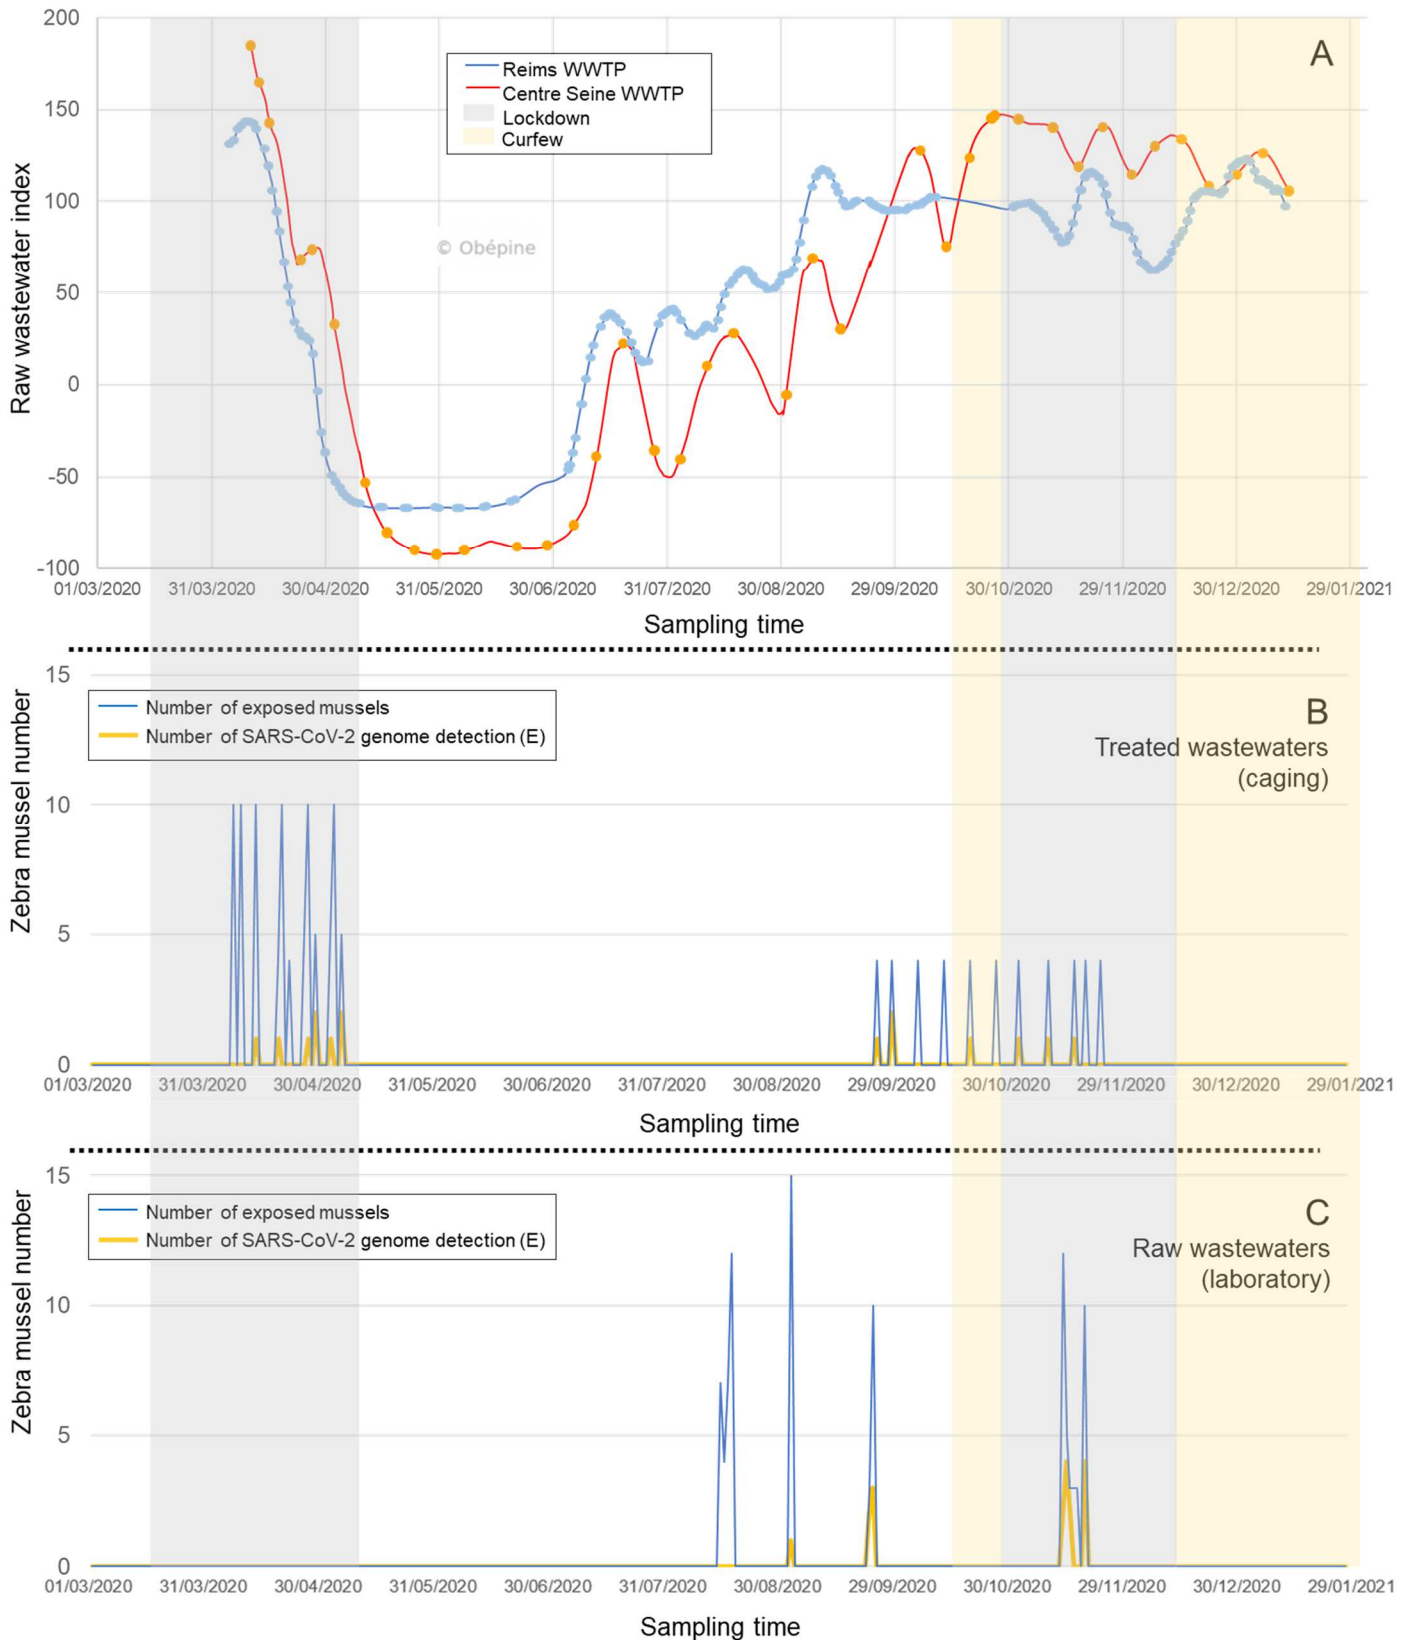 200
150
100
50
0
-50
-100
Raw wastewater index
Reims WWTP
Centre Seine WWTP
Lockdown
Curfew
A
© Obépine
01/03/2020 31/03/2020 30/04/2020 31/05/2020 30/06/2020 31/07/2020 30/08/2020 29/09/2020 30/10/2020 29/11/2020 30/12/2020 29/01/2021
Sampling time
15
10
5
0
Zebra mussel number
Number of exposed mussels
Number of SARS-CoV-2 genome detection (E)
B
Treated wastewaters
(caging)
01/03/2020 31/03/2020 30/04/2020 31/05/2020 30/06/2020 31/07/2020 30/08/2020 29/09/2020 30/10/2020 29/11/2020 30/12/2020 29/01/2021
Sampling time
15
10
5
0
Zebra mussel number
Number of exposed mussels
Number of SARS-CoV-2 genome detection (E)
C
Raw wastewaters
(laboratory)
01/03/2020 31/03/2020 30/04/2020 31/05/2020 30/06/2020 31/07/2020 30/08/2020 29/09/2020 30/10/2020 29/11/2020 30/12/2020 29/01/2021
Sampling time